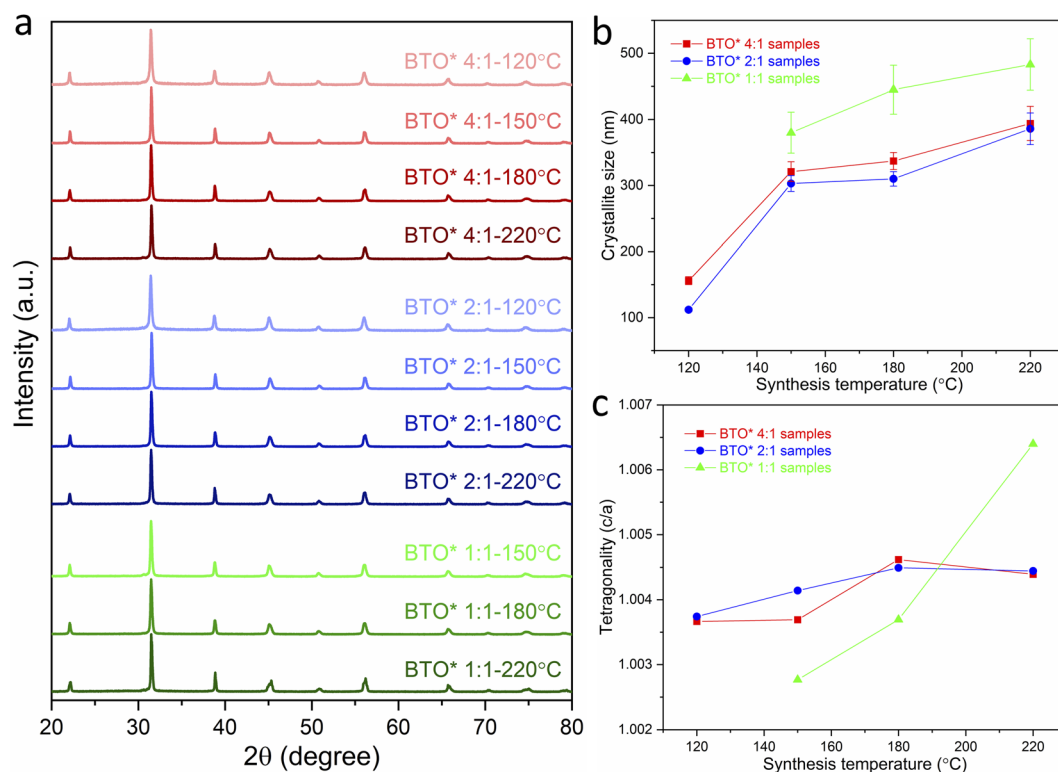 a
BTO* 4:1-120°C
BTO* 4:1-150°C
BTO* 4:1-180°C
BTO* 4:1-220°C
BTO* 2:1-120°C
BTO* 2:1-150°C
BTO* 2:1-180°C
BTO* 2:1-220°C
BTO* 1:1-150°C
BTO* 1:1-180°C
BTO* 1:1-220°C
Intensity (a.u.)
20 30 40 50 60 70 80
2θ (degree)
b
BTO* 4:1 samples
BTO* 2:1 samples
BTO* 1:1 samples
500
400
300
200
100
Crystallite size (nm)
120 140 160 180 200 220
Synthesis temperature (°C)
c
BTO* 4:1 samples
BTO* 2:1 samples
BTO* 1:1 samples
1.007
1.006
1.005
1.004
1.003
1.002
Tetragonality (c/a)
120 140 160 180 200 220
Synthesis temperature (°C)